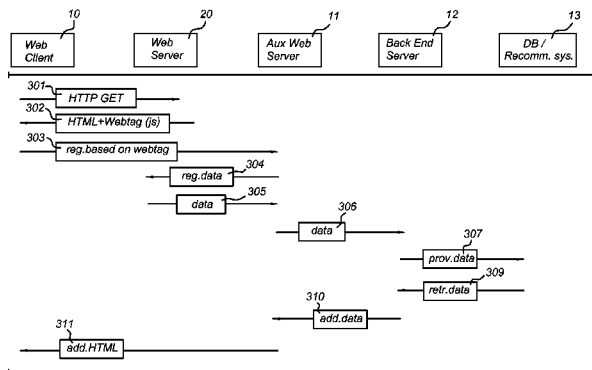 10
20
11
12
13
Web
Client
Web
Server
Aux Web
Server
Back End
Server
DB /
Recomm. sys.
301
HTTP GET
302
HTML+Webtag (js)
303
reg.based on webtag
304
reg.data
305
data
306
data
307
prov.data
309
retr.data
310
add.data
311
add.HTML